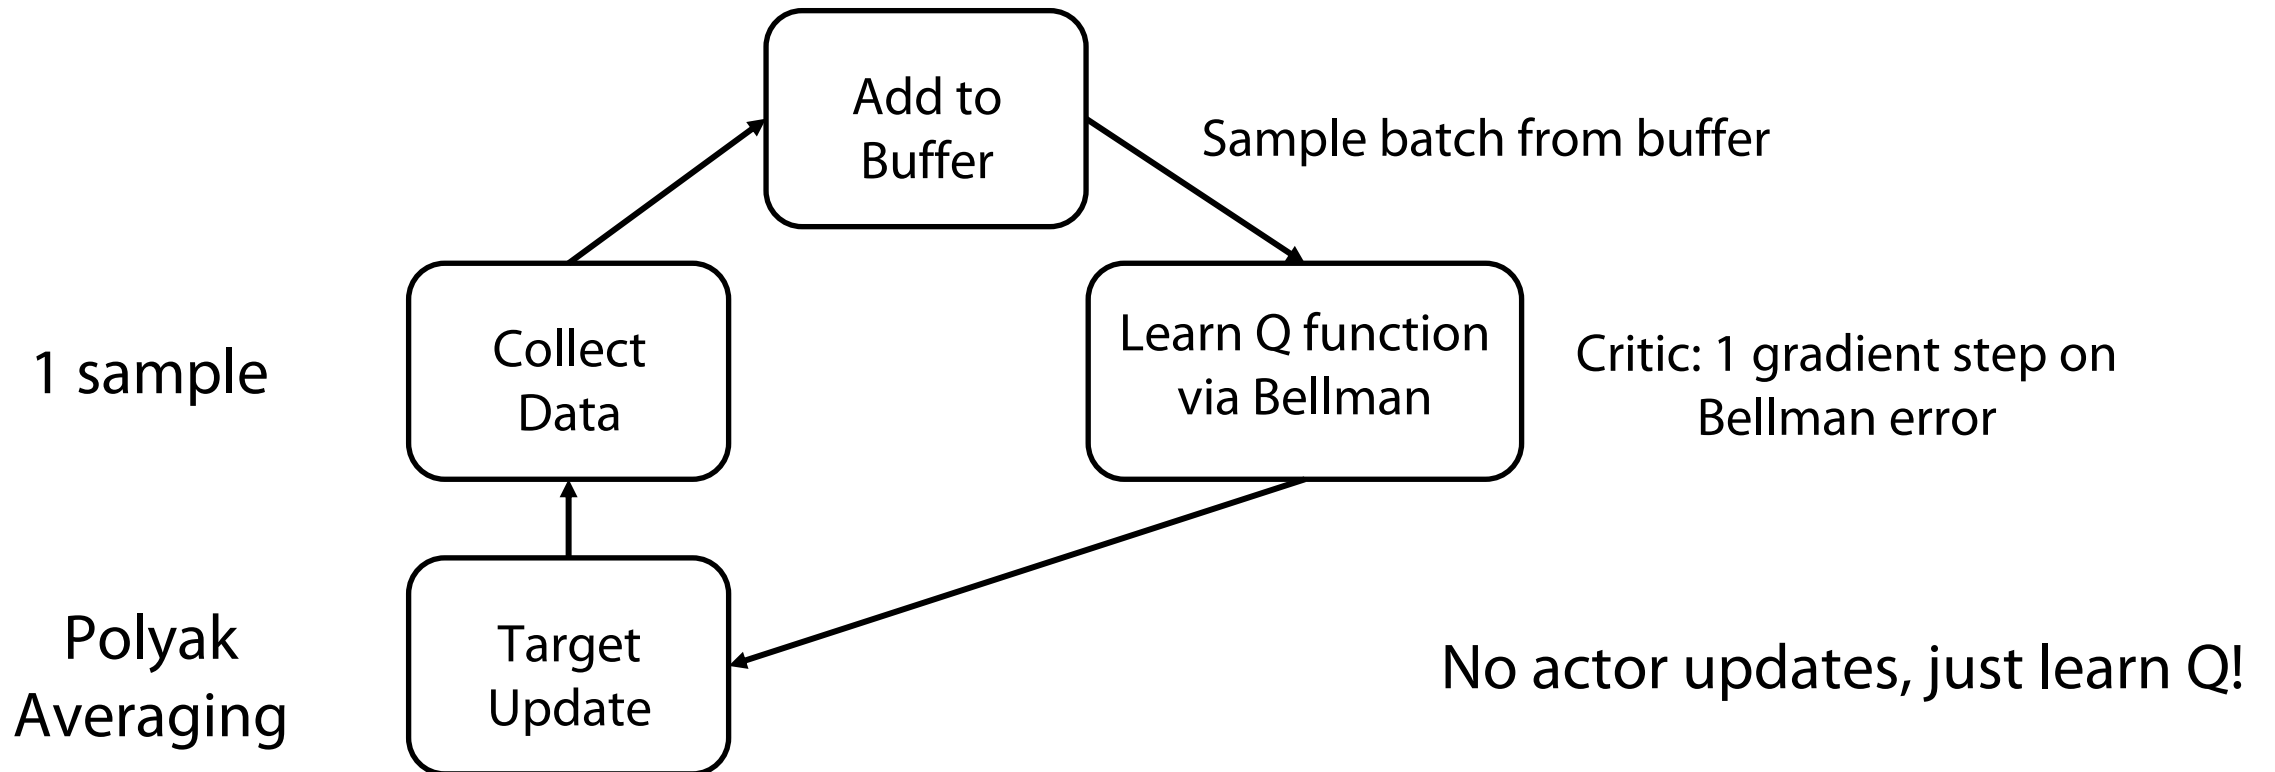 Add to
Buffer
Sample batch from buffer
1 sample
Collect
Data
Learn Q function
via Bellman
Critic: 1 gradient step on
Bellman error
Polyak
Averaging
Target
Update
No actor updates, just learn Q!